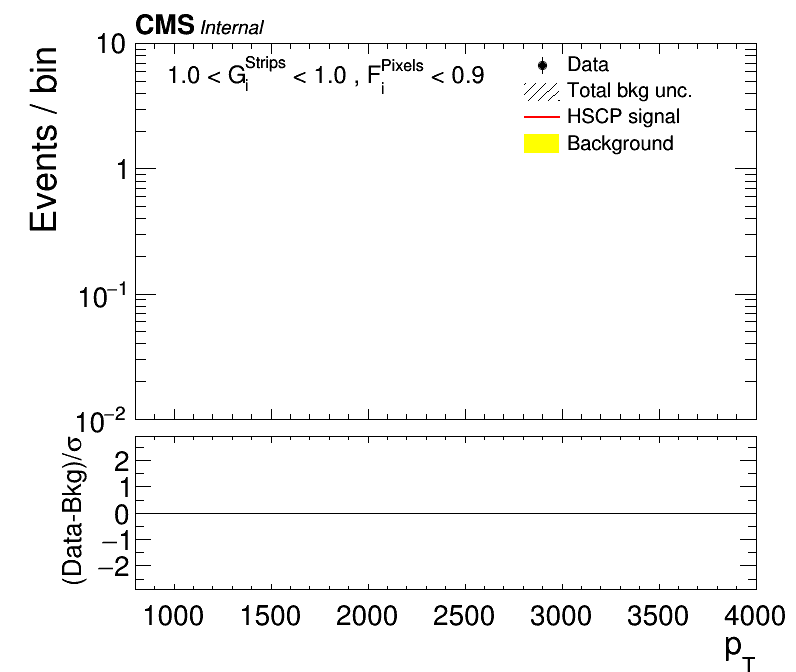 CMS Internal
10
1.0 < G_i^Strips < 1.0 , F_i^Pixels < 0.9
Data
Total bkg unc.
HSCP signal
Background
Events / bin
1
10^−1
10^−2
(Data-Bkg)/σ
2
1
0
−1
−2
1000 1500 2000 2500 3000 3500 4000
p_T